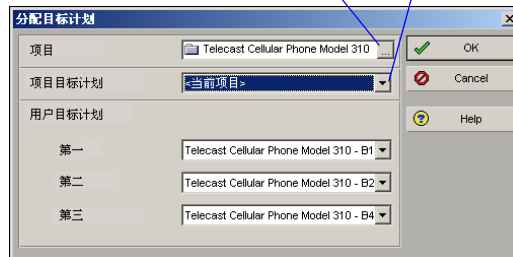 分配目标计划
项目 Telecast Cellular Phone Model 310 ...
OK
项目目标计划 <当前项目>
Cancel
用户目标计划
Help
第一 Telecast Cellular Phone Model 310 - B1
第二 Telecast Cellular Phone Model 310 - B2
第三 Telecast Cellular Phone Model 310 - B4